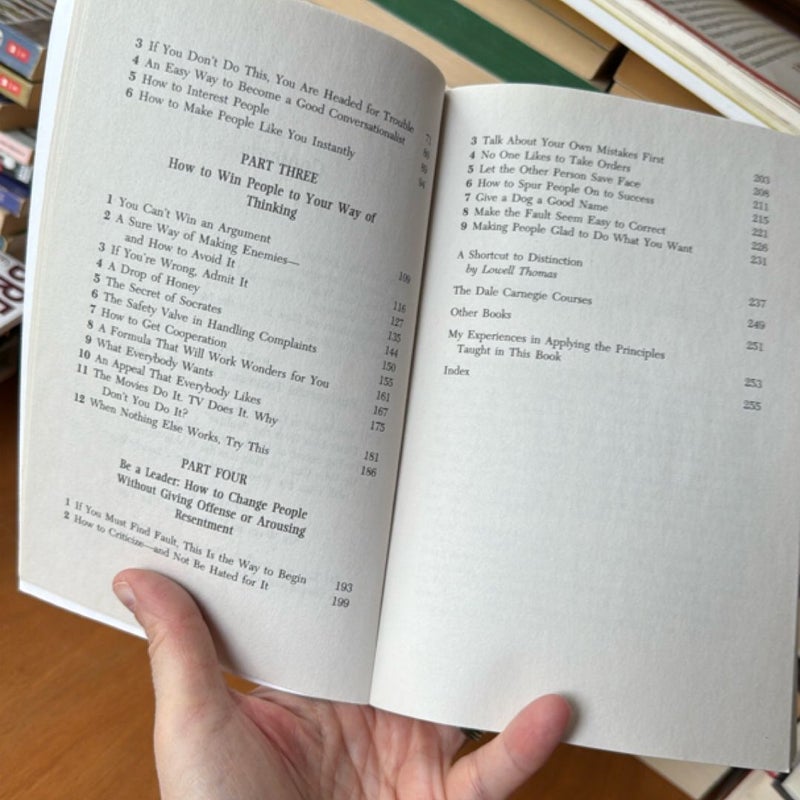 3 If You Don't Do This, You Are Headed for Trouble 71
4 An Easy Way to Become a Good Conversationalist 80
5 How to Interest People 89
6 How to Make People Like You Instantly 94
PART THREE
How to Win People to Your Way of
Thinking
1 You Can't Win an Argument 109
2 A Sure Way of Making Enemies—
and How to Avoid It 116
3 If You're Wrong, Admit It 127
4 A Drop of Honey 135
5 The Secret of Socrates 144
6 The Safety Valve in Handling Complaints 150
7 How to Get Cooperation 155
8 A Formula That Will Work Wonders for You 161
9 What Everybody Wants 167
10 An Appeal That Everybody Likes 175
11 The Movies Do It. TV Does It. Why
Don't You Do It? 181
12 When Nothing Else Works, Try This 186
PART FOUR
Be a Leader: How to Change People
Without Giving Offense or Arousing
Resentment
1 If You Must Find Fault, This Is the Way to Begin 193
2 How to Criticize—and Not Be Hated for It 199
3 Talk About Your Own Mistakes First 203
4 No One Likes to Take Orders 208
5 Let the Other Person Save Face 211
6 How to Spur People On to Success 215
7 Give a Dog a Good Name 221
8 Make the Fault Seem Easy to Correct 226
9 Making People Glad to Do What You Want 231
A Shortcut to Distinction
by Lowell Thomas 237
The Dale Carnegie Courses 249
Other Books 251
My Experiences in Applying the Principles
Taught in This Book 253
Index 255